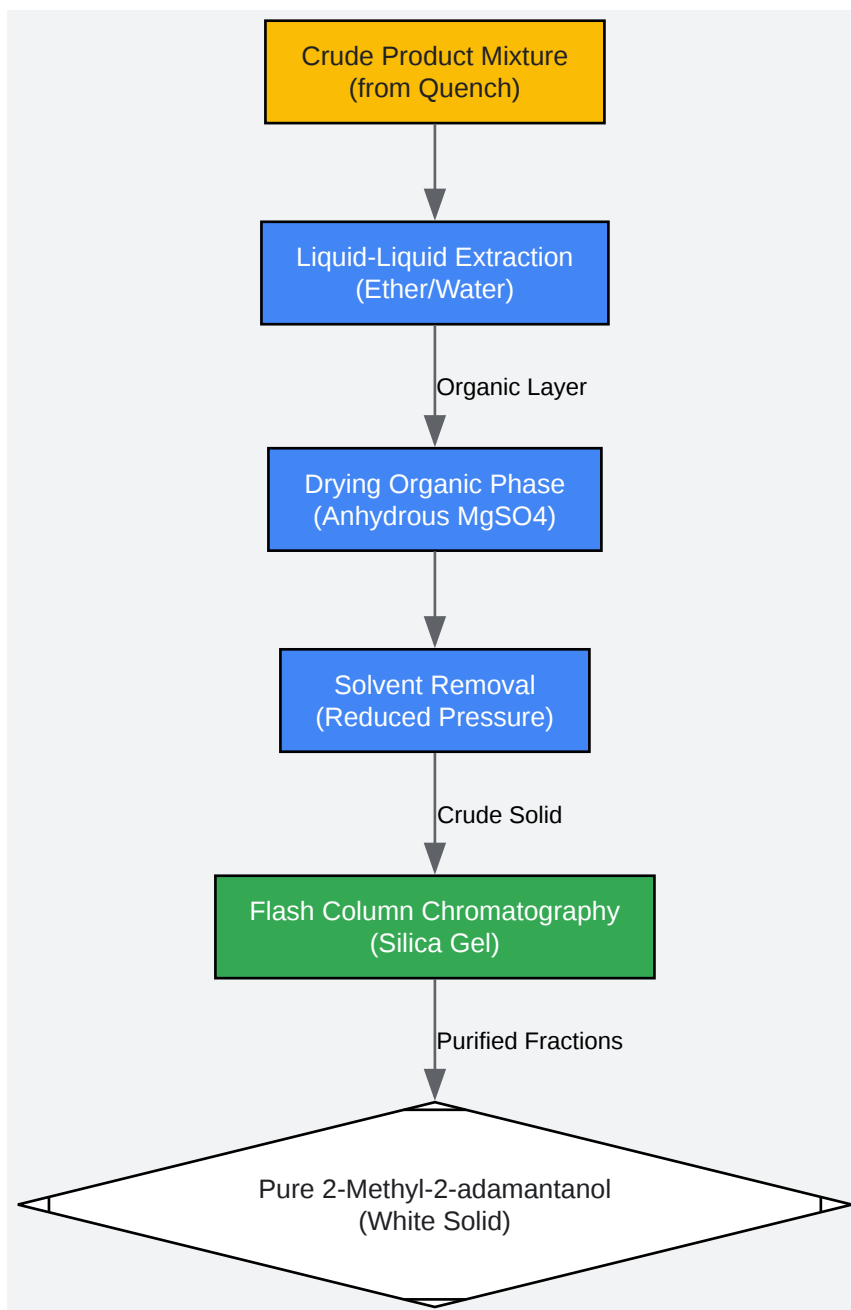 Crude Product Mixture
(from Quench)
Liquid-Liquid Extraction
(Ether/Water)
Organic Layer
Drying Organic Phase
(Anhydrous MgSO4)
Solvent Removal
(Reduced Pressure)
Crude Solid
Flash Column Chromatography
(Silica Gel)
Purified Fractions
Pure 2-Methyl-2-adamantanol
(White Solid)